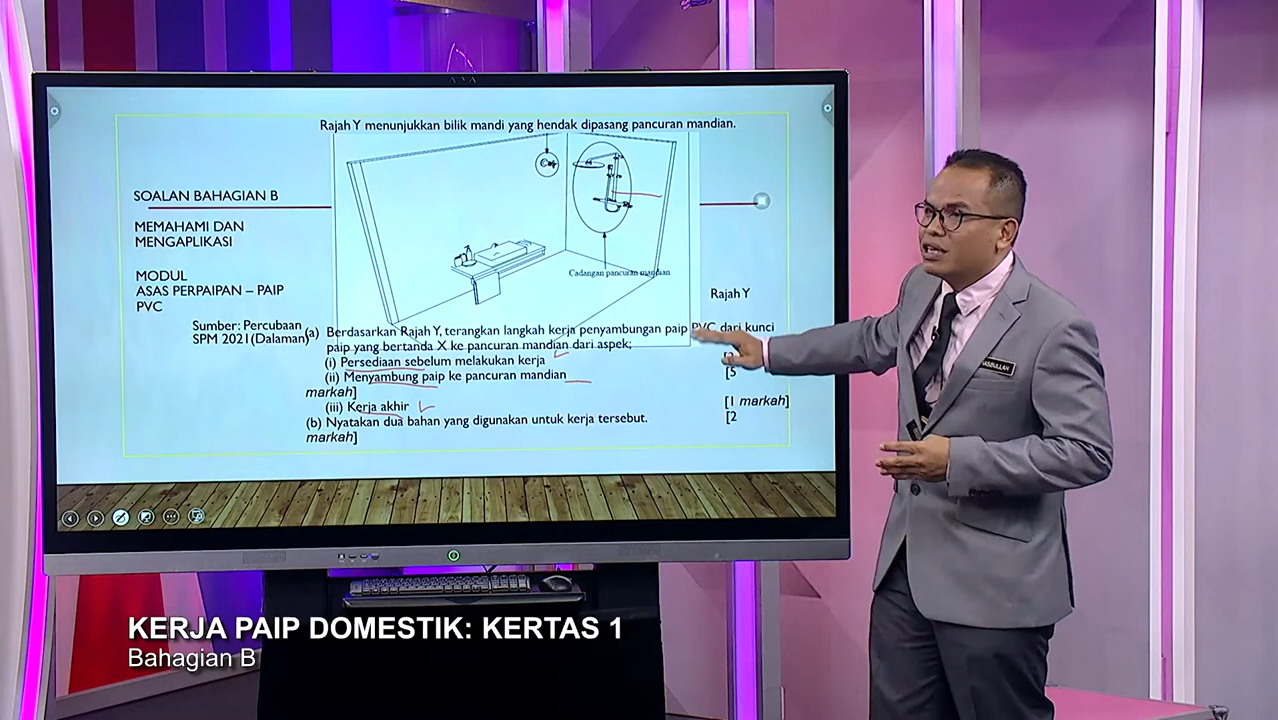 Rajah Y menunjukkan bilik mandi yang hendak dipasang pancuran mandian.
SOALAN BAHAGIAN B
MEMAHAMI DAN
MENGAPLIKASI
MODUL
ASAS PERPAIPAN – PAIP
PVC
Sumber: Percubaan
SPM 2021(Dalaman)
Cadangan pancuran mandian
Rajah Y
(a) Berdasarkan Rajah Y, terangkan langkah kerja penyambungan paip PVC dari kunci
paip yang bertanda X ke pancuran mandian dari aspek;
(i) Persediaan sebelum melakukan kerja
(ii) Menyambung paip ke pancuran mandian [5
markah]
(iii) Kerja akhir [1 markah]
(b) Nyatakan dua bahan yang digunakan untuk kerja tersebut. [2
markah]
KERJA PAIP DOMESTIK: KERTAS 1
Bahagian B